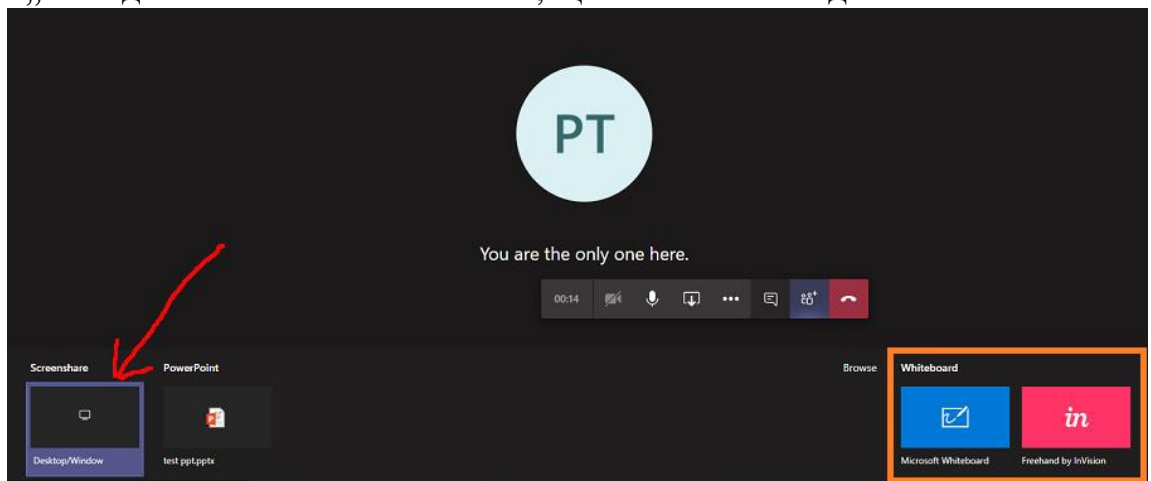 PT
You are the only one here.
00:14
Screenshare
PowerPoint
Browse
Whiteboard
in
Desktop/Window
test ppt.pptx
Microsoft Whiteboard
Freehand by InVision